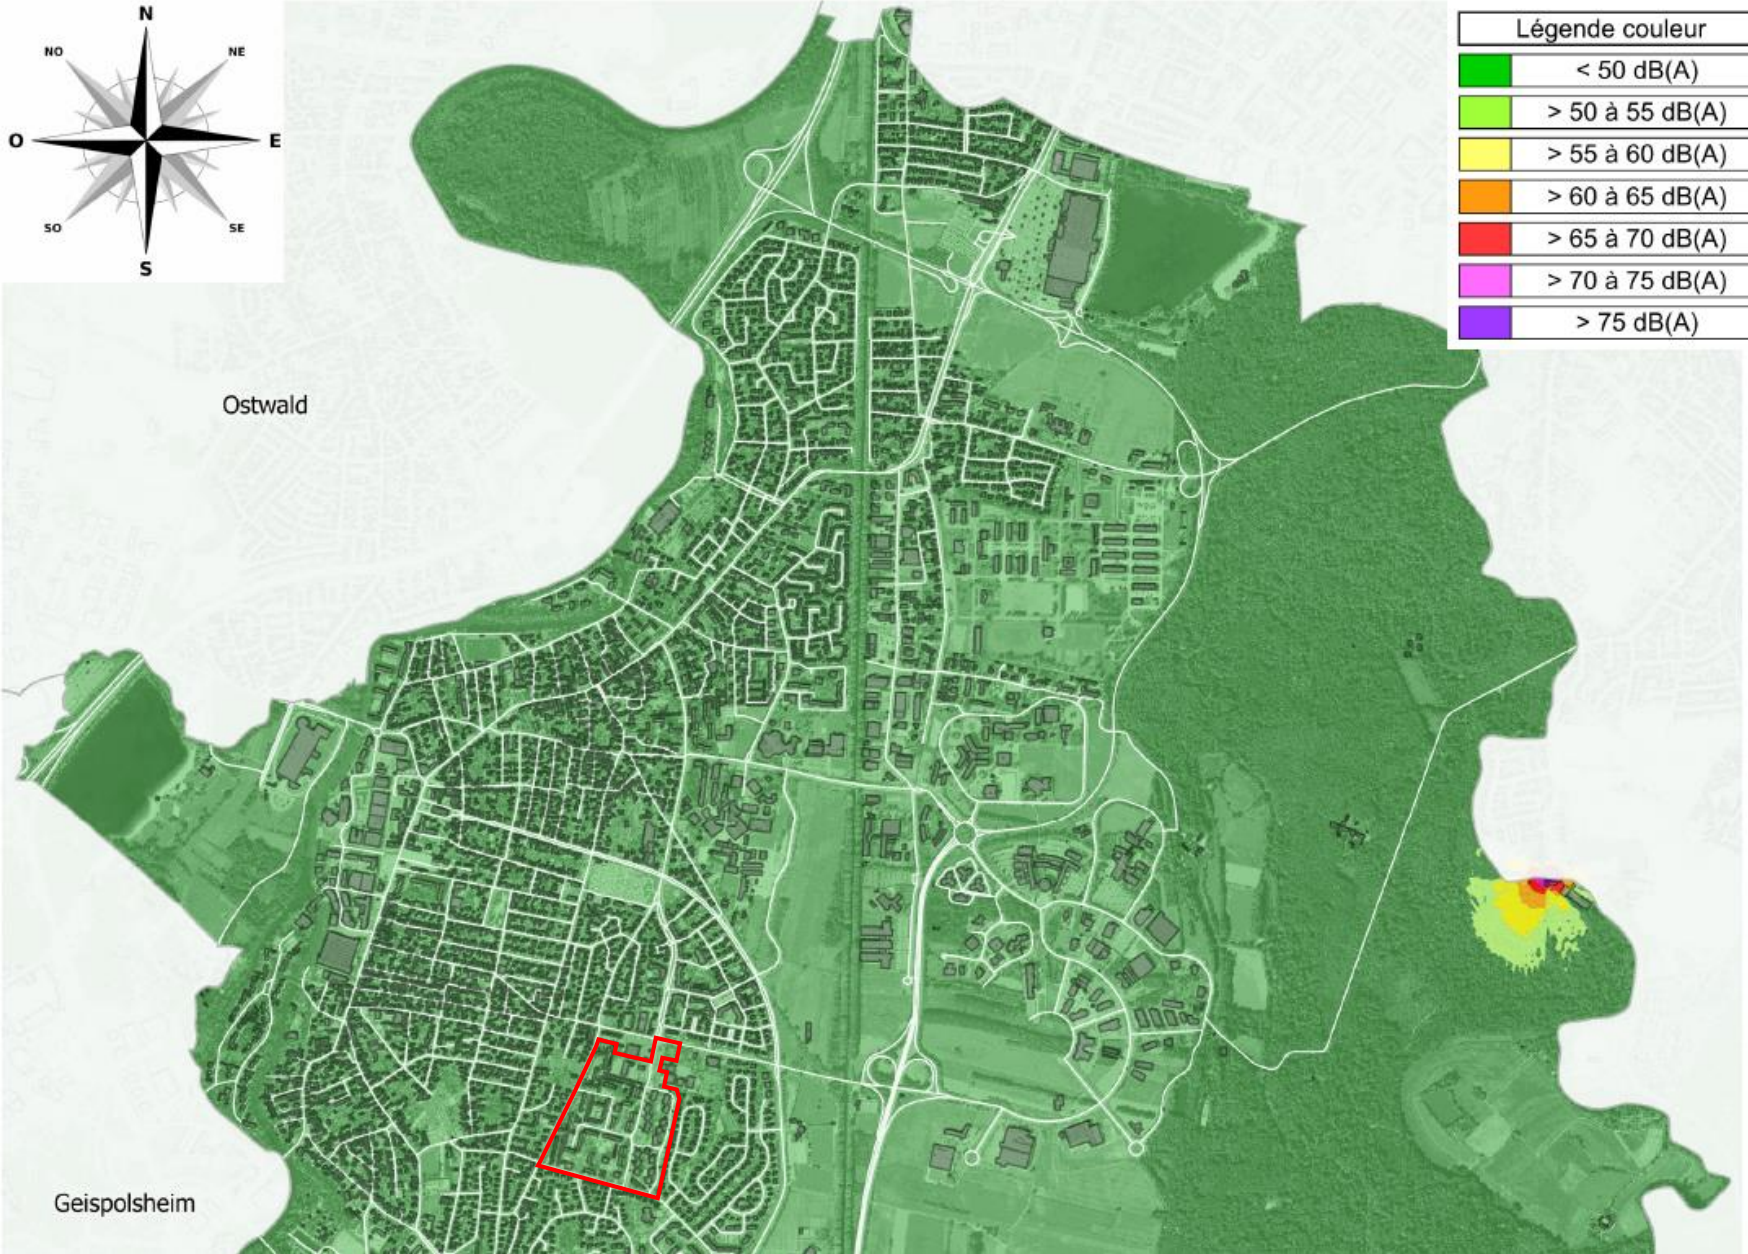 N
NO
NE
O
E
SO
SE
S
Légende couleur
< 50 dB(A)
> 50 à 55 dB(A)
> 55 à 60 dB(A)
> 60 à 65 dB(A)
> 65 à 70 dB(A)
> 70 à 75 dB(A)
> 75 dB(A)
Ostwald
Geispolsheim